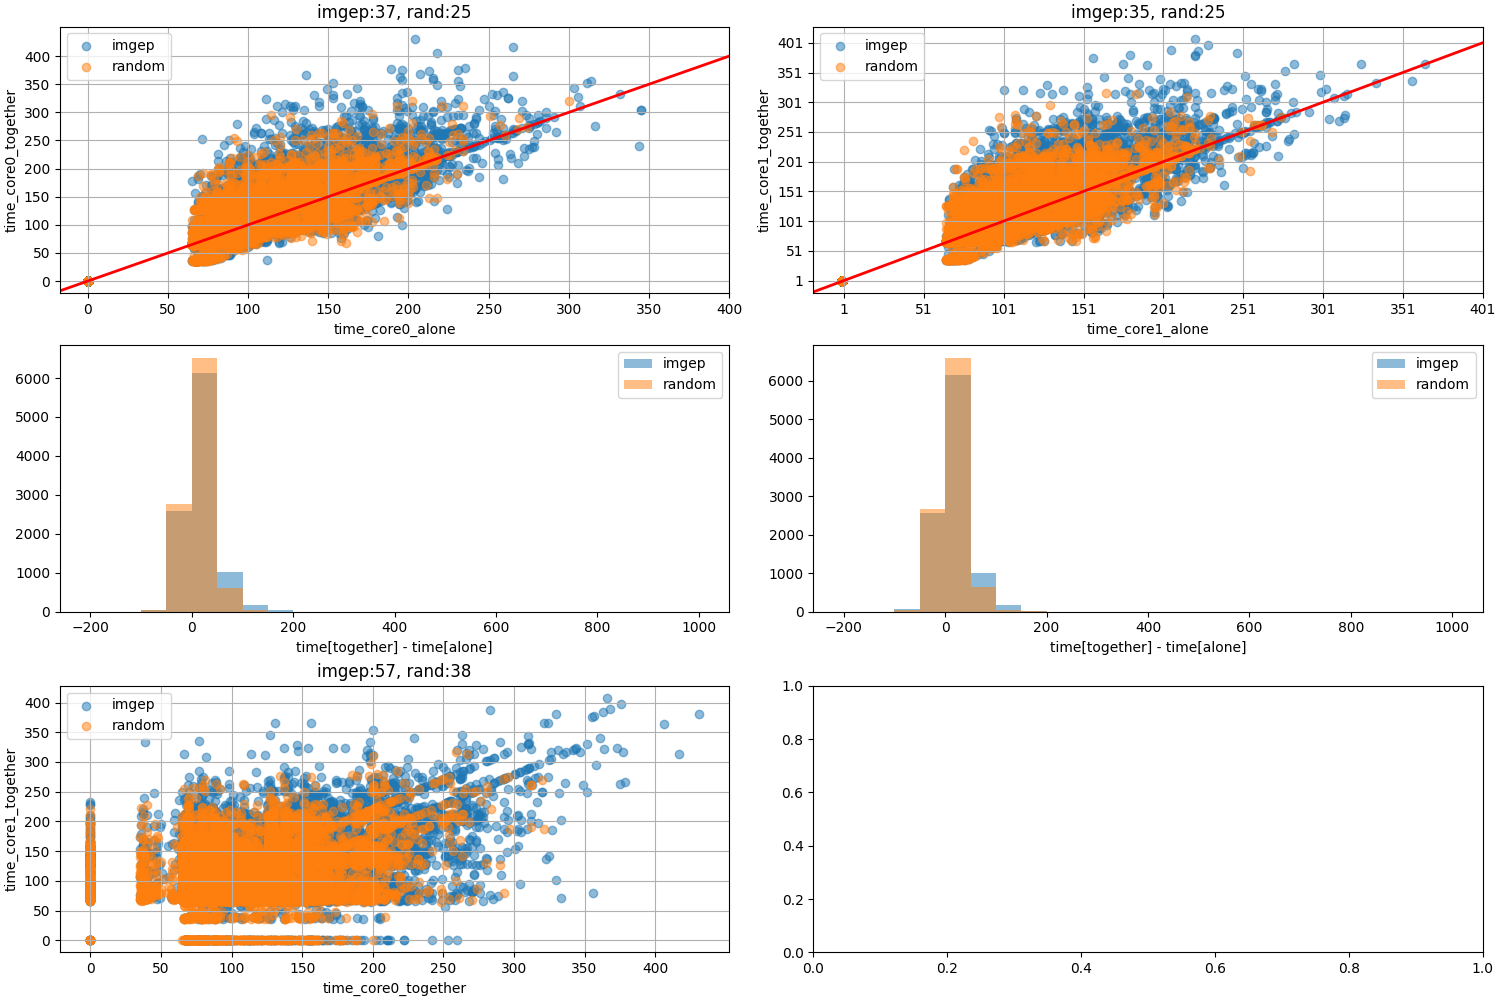 imgep:37, rand:25
imgep
random
time_core0_together
400
350
300
250
200
150
100
50
0
0 50 100 150 200 250 300 350 400
time_core0_alone
imgep:35, rand:25
imgep
random
time_core1_together
401
351
301
251
201
151
101
51
1
1 51 101 151 201 251 301 351 401
time_core1_alone
imgep
random
6000
5000
4000
3000
2000
1000
0
−200 0 200 400 600 800 1000
time[together] - time[alone]
imgep
random
6000
5000
4000
3000
2000
1000
0
−200 0 200 400 600 800 1000
time[together] - time[alone]
imgep:57, rand:38
imgep
random
time_core1_together
400
350
300
250
200
150
100
50
0
0 50 100 150 200 250 300 350 400
time_core0_together
1.0
0.8
0.6
0.4
0.2
0.0
0.0 0.2 0.4 0.6 0.8 1.0